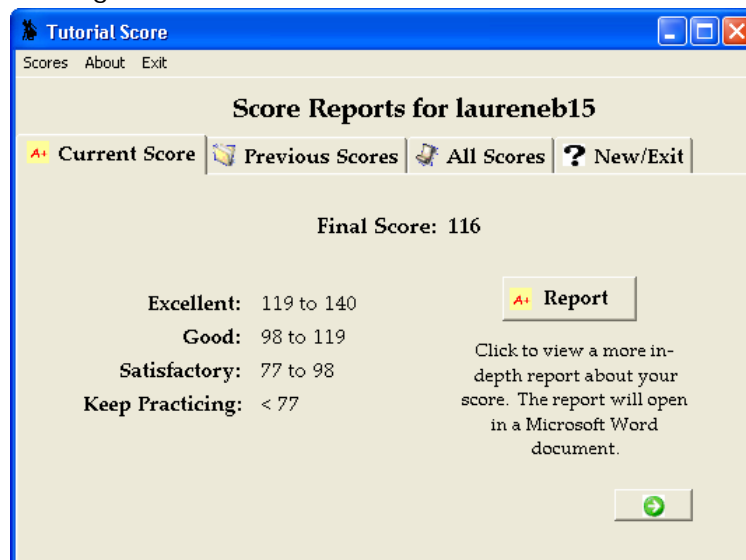 Tutorial Score
Scores About Exit
Score Reports for laureneb15
A+ Current Score Previous Scores All Scores ? New/Exit
Final Score: 116
Excellent: 119 to 140
Good: 98 to 119
Satisfactory: 77 to 98
Keep Practicing: < 77
A+ Report
Click to view a more in-
depth report about your
score. The report will open
in a Microsoft Word
document.